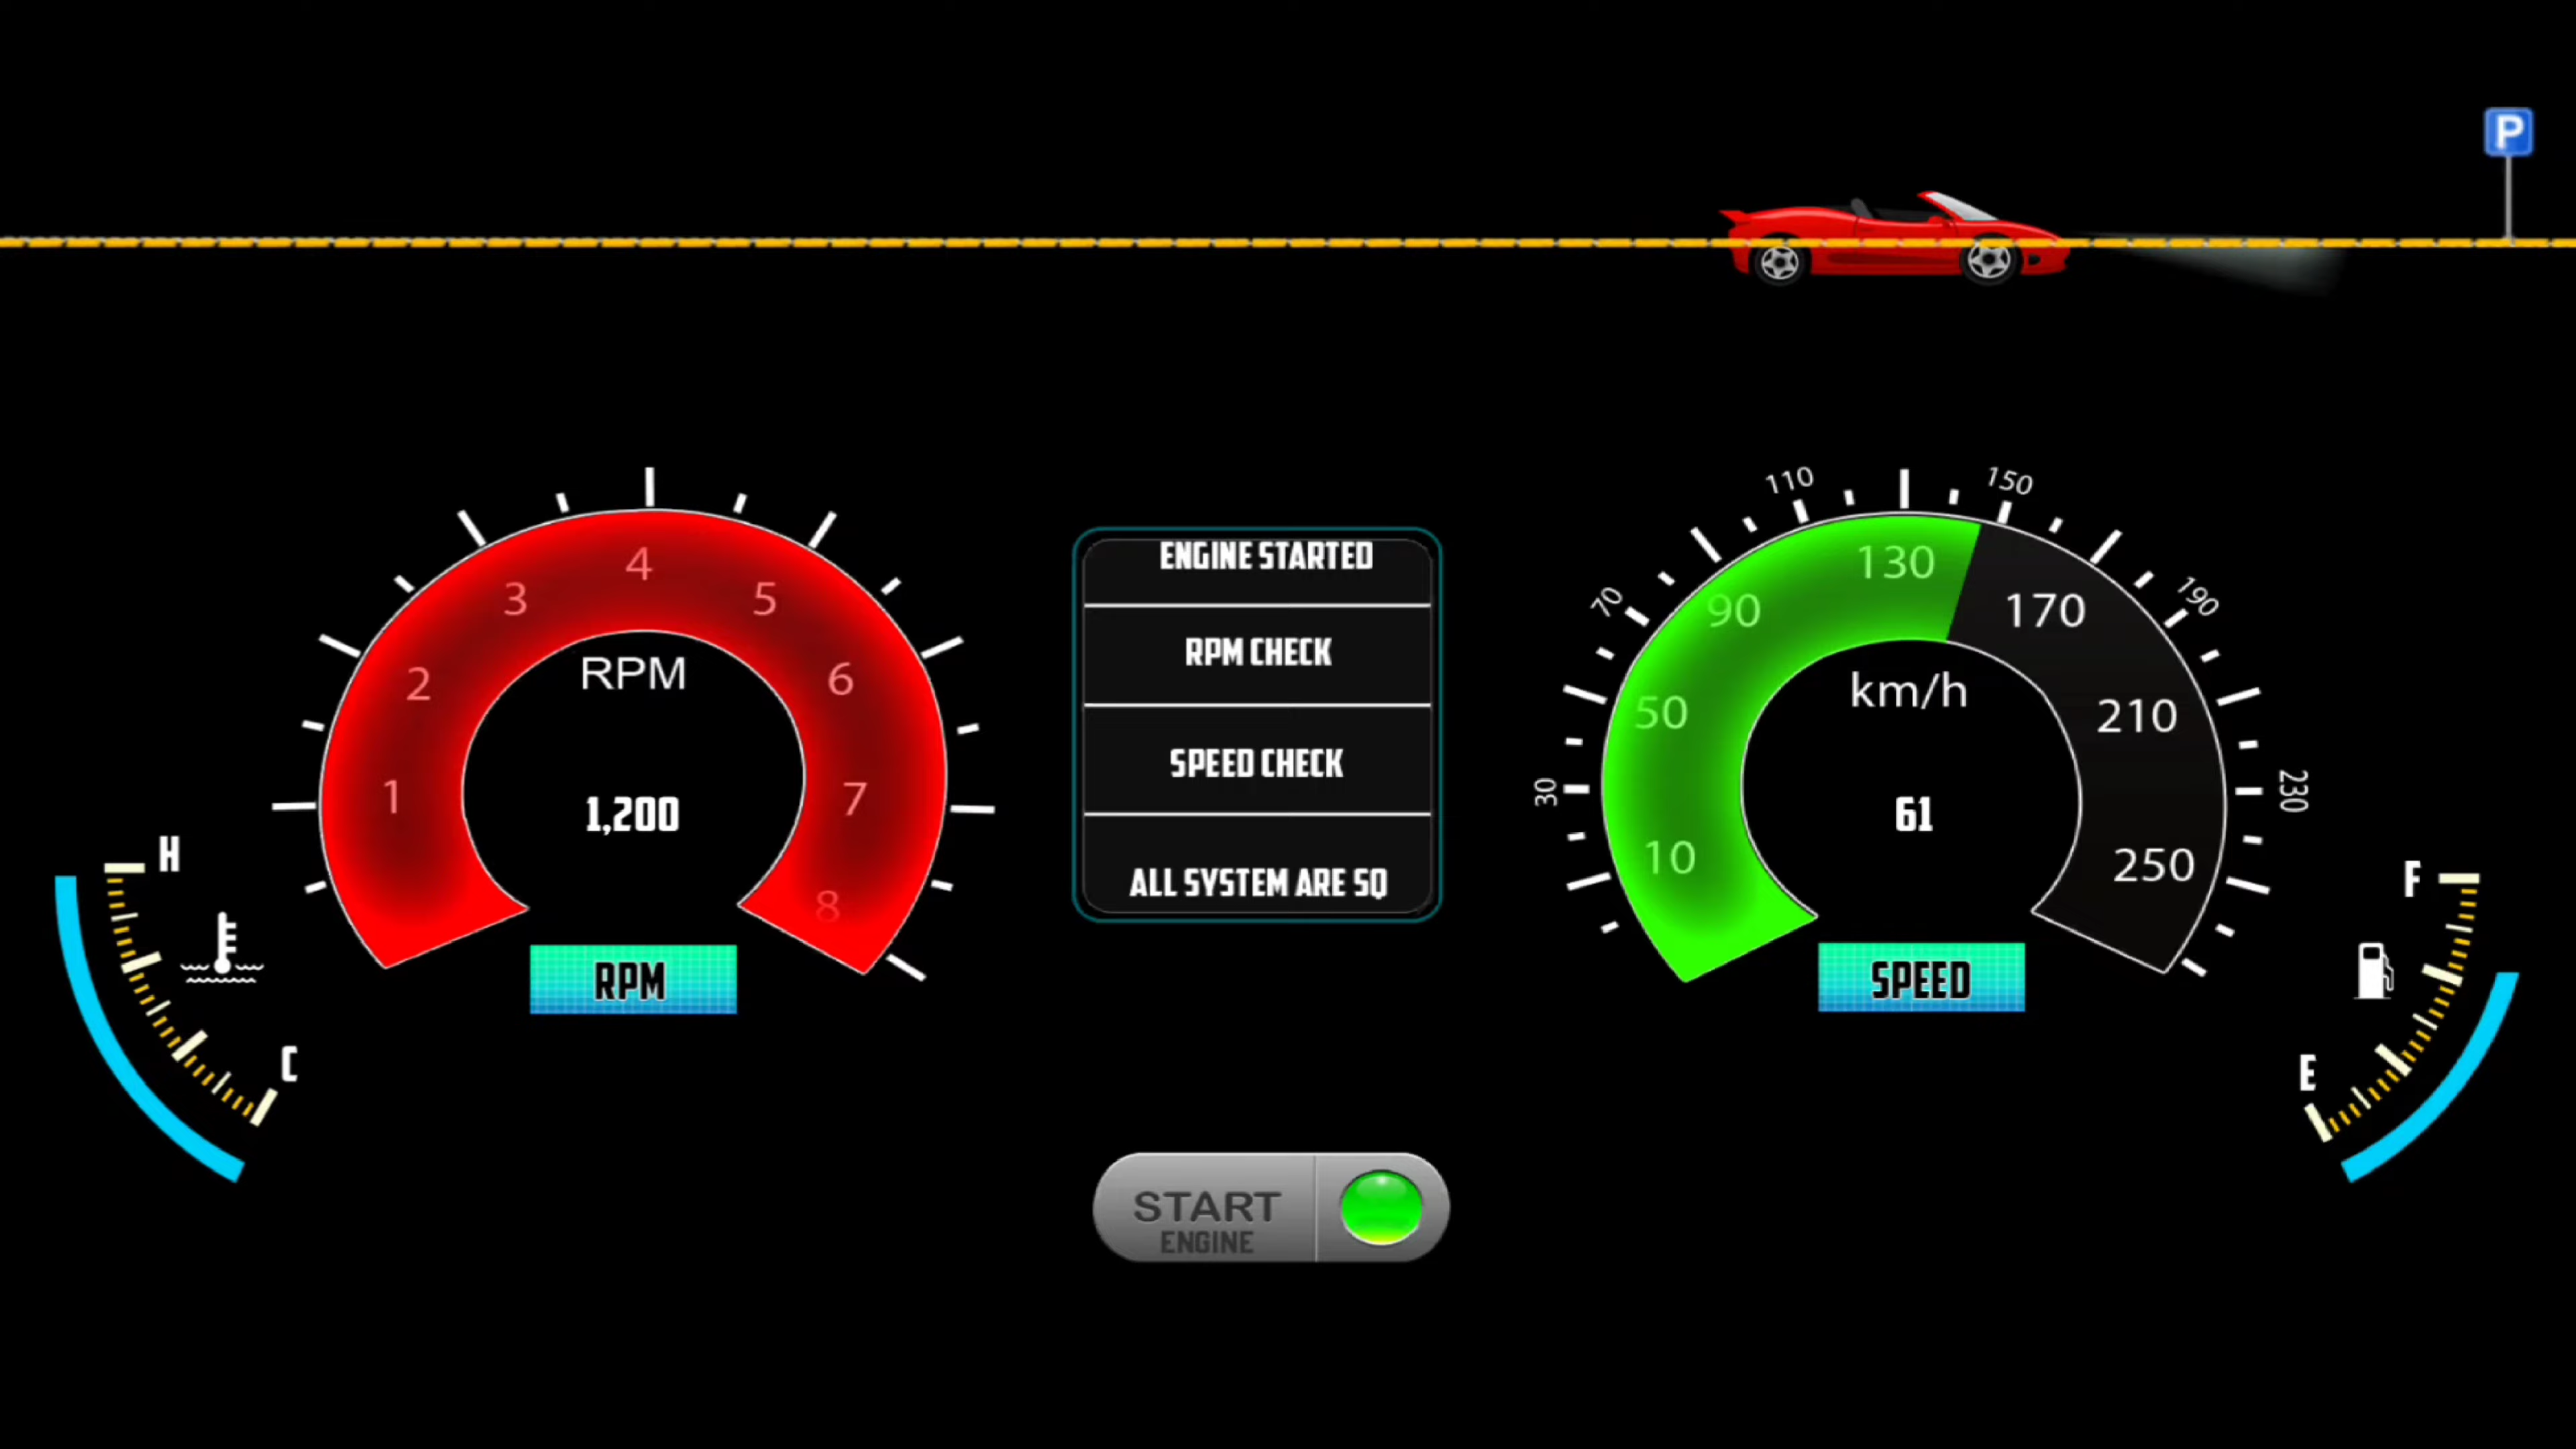 P
ENGINE STARTED
RPM CHECK
SPEED CHECK
ALL SYSTEM ARE SQ
1
2
3
4
5
6
7
8
RPM
1,200
RPM
10
30
50
70
90
110
130
150
170
190
210
230
250
km/h
61
SPEED
H
C
F
E
START
ENGINE